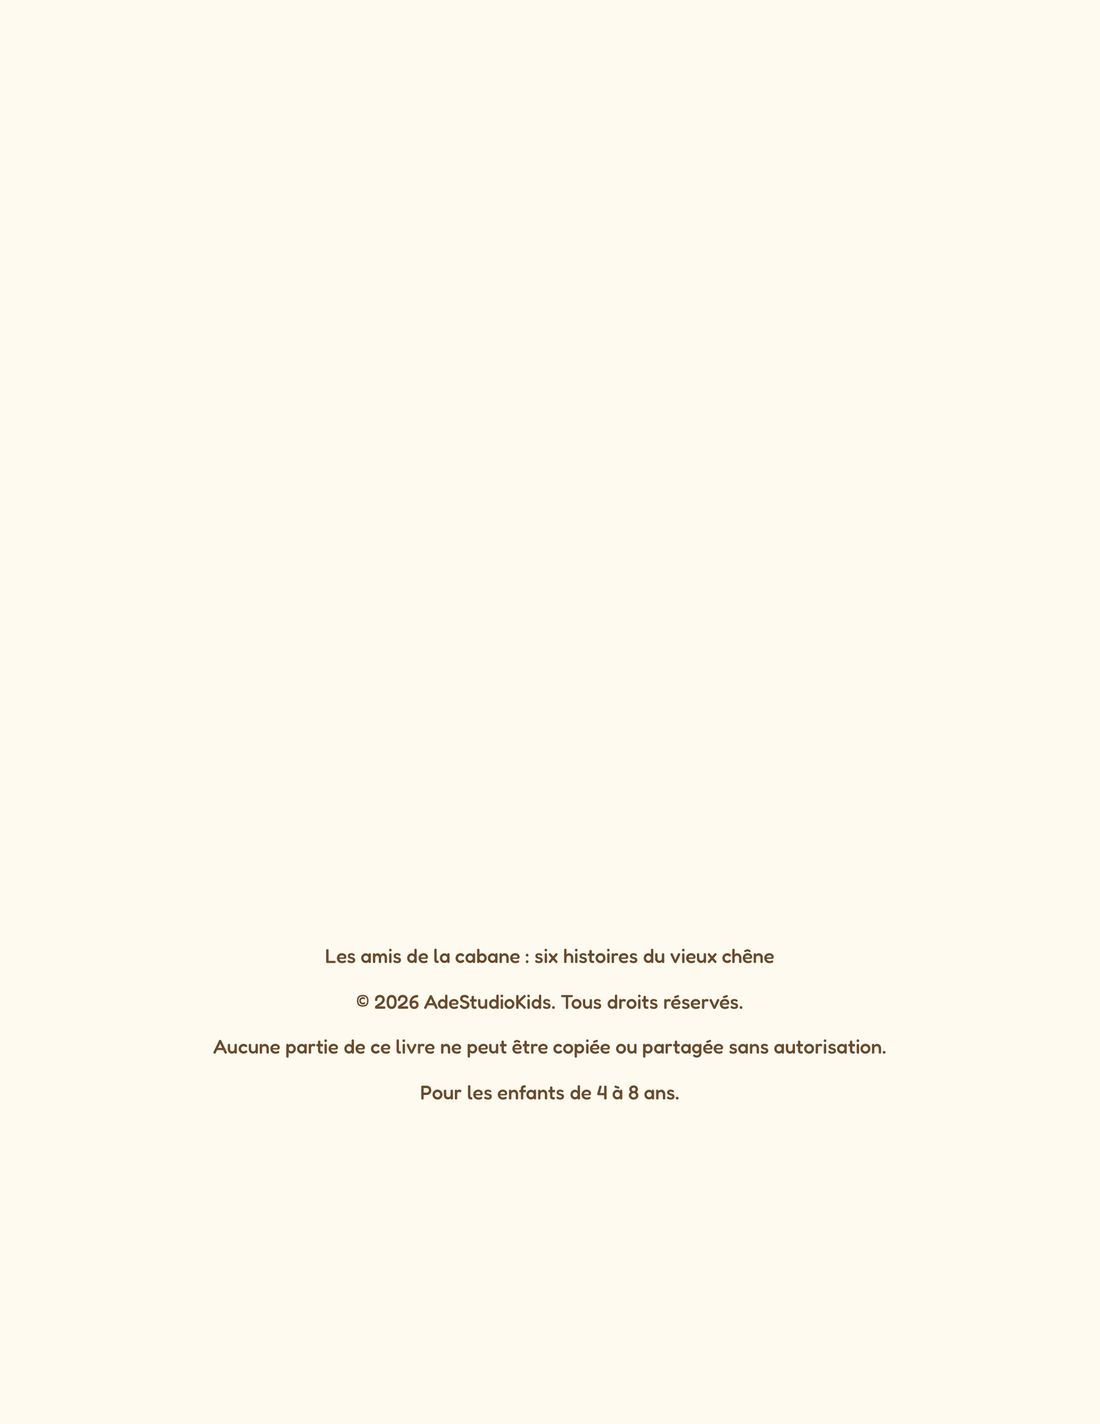 Les amis de la cabane : six histoires du vieux chêne
© 2026 AdeStudioKids. Tous droits réservés.
Aucune partie de ce livre ne peut être copiée ou partagée sans autorisation.
Pour les enfants de 4 à 8 ans.